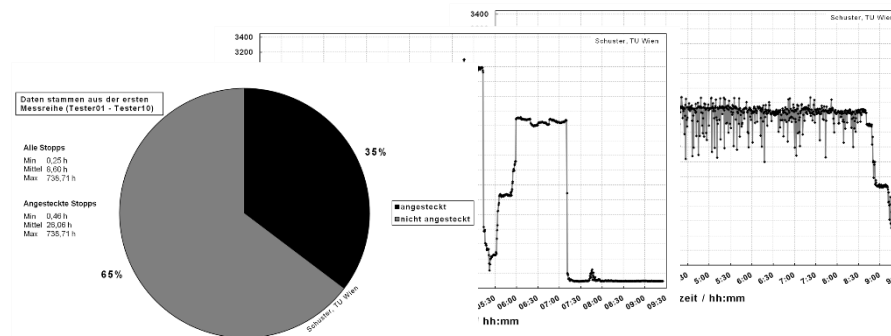 3400
Schuster, TU Wien
3400
3200
Schuster, TU Wien
Daten stammen aus der ersten
Messreihe (Tester01 - Tester10)
Alle Stopps
Min 0,25 h
Mittel 6,60 h
Max 736,71 h
Angesteckte Stopps
Min 0,46 h
Mittel 26,06 h
Max 736,71 h
35%
65%
angesteckt
nicht angesteckt
Schuster, TU Wien
05:30 06:00 06:30 07:00 07:30 08:00 08:30 09:00 09:30
/ hh:mm
5:00 5:30 6:00 6:30 7:00 7:30 8:00 8:30 9:00
zeit / hh:mm